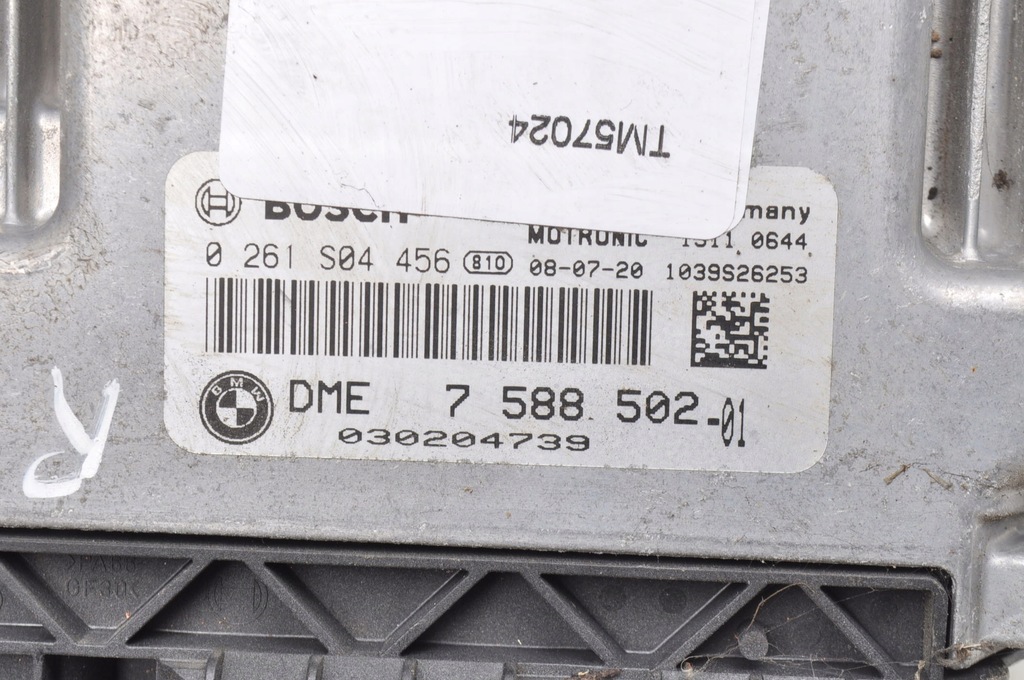 TM57024
BOSCH many
MOTRONIC 1511 0644
0 261 S04 456 810 08-07-20 1039S26253
BMW DME 7 588 502-01
030204739
R
GF30<